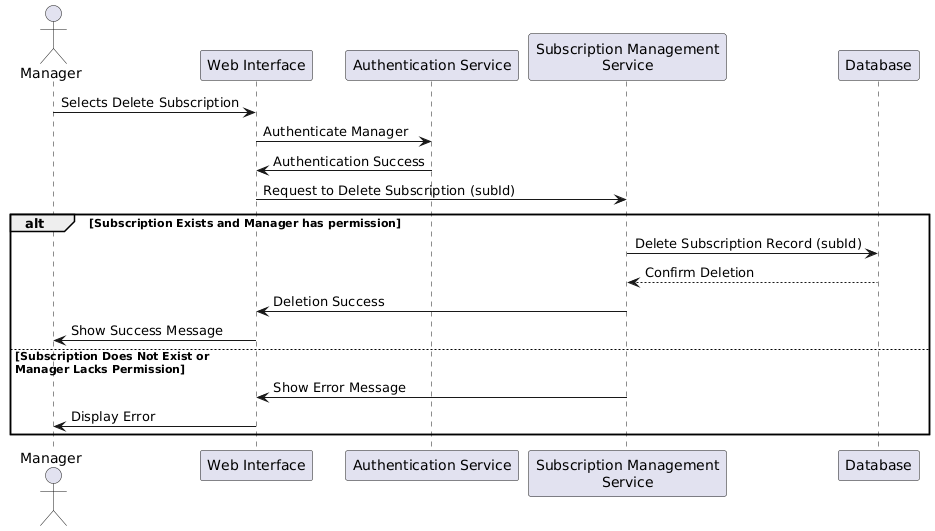 Manager
Web Interface
Authentication Service
Subscription Management
Service
Database
Selects Delete Subscription
Authenticate Manager
Authentication Success
Request to Delete Subscription (subId)
alt
[Subscription Exists and Manager has permission]
Delete Subscription Record (subId)
Confirm Deletion
Deletion Success
Show Success Message
[Subscription Does Not Exist or
Manager Lacks Permission]
Show Error Message
Display Error
Manager
Web Interface
Authentication Service
Subscription Management
Service
Database